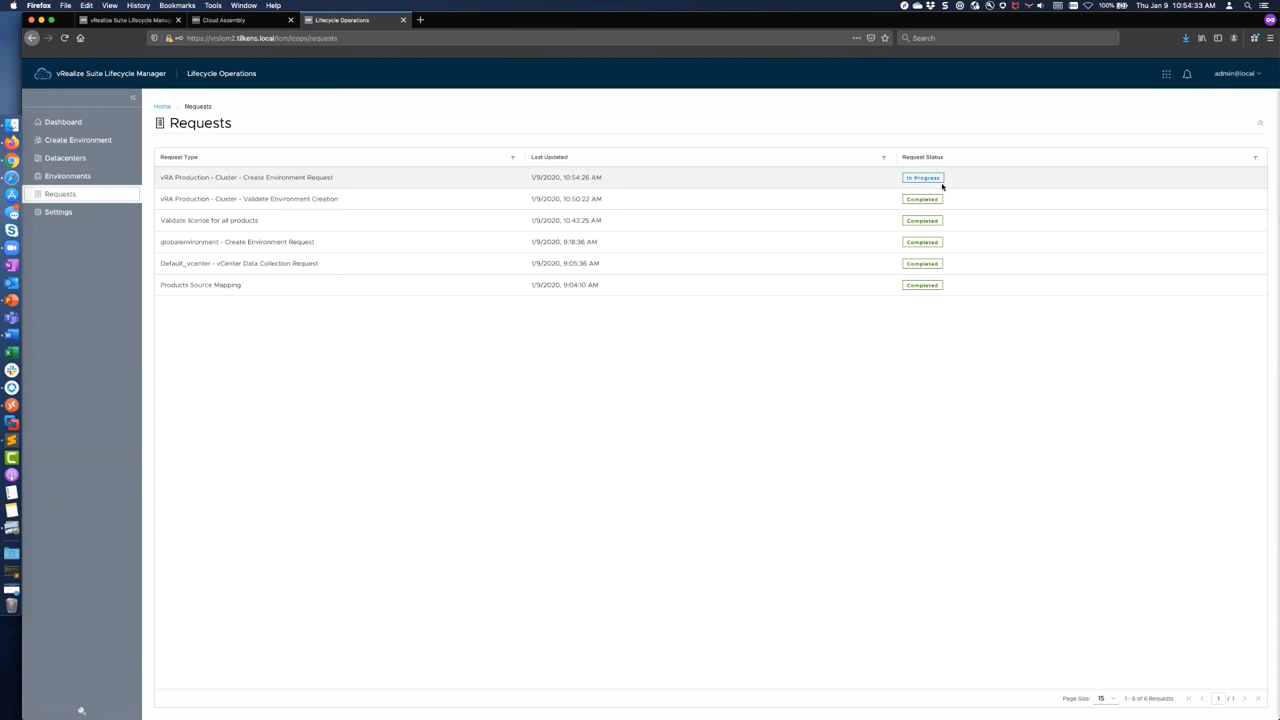 Firefox File Edit View History Bookmarks Tools Window Help
100% Thu Jan 9 10:54:33 AM
vRealize Suite Lifecycle Manag
Cloud Assembly
Lifecycle Operations
https://vrslcm2.tilkens.local/lcm/lcops/requests
Search
vRealize Suite Lifecycle Manager
Lifecycle Operations
admin@local
Dashboard
Create Environment
Datacenters
Environments
Requests
Settings
Home Requests
Requests
Request Type Last Updated Request Status
vRA Production - Cluster - Create Environment Request 1/9/2020, 10:54:26 AM In Progress
vRA Production - Cluster - Validate Environment Creation 1/9/2020, 10:50:22 AM Completed
Validate license for all products 1/9/2020, 10:43:25 AM Completed
globalenvironment - Create Environment Request 1/9/2020, 9:18:36 AM Completed
Default_vcenter - vCenter Data Collection Request 1/9/2020, 9:05:36 AM Completed
Products Source Mapping 1/9/2020, 9:04:10 AM Completed
Page Size: 15 1 - 6 of 6 Requests 1 / 1